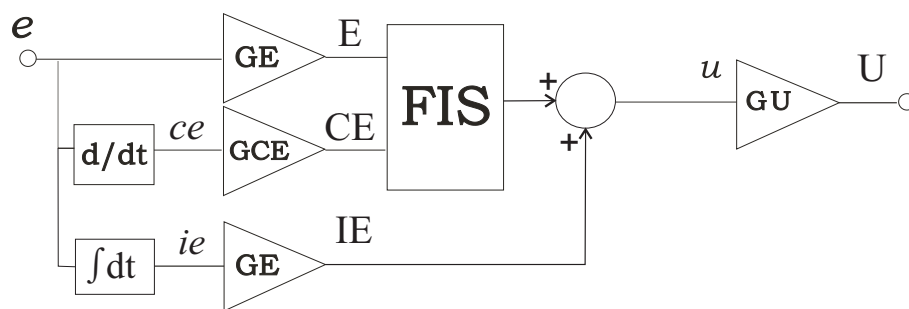 e
GE
E
FIS
+
u
GU
U
d/dt
ce
GCE
CE
+
∫dt
ie
GE
IE